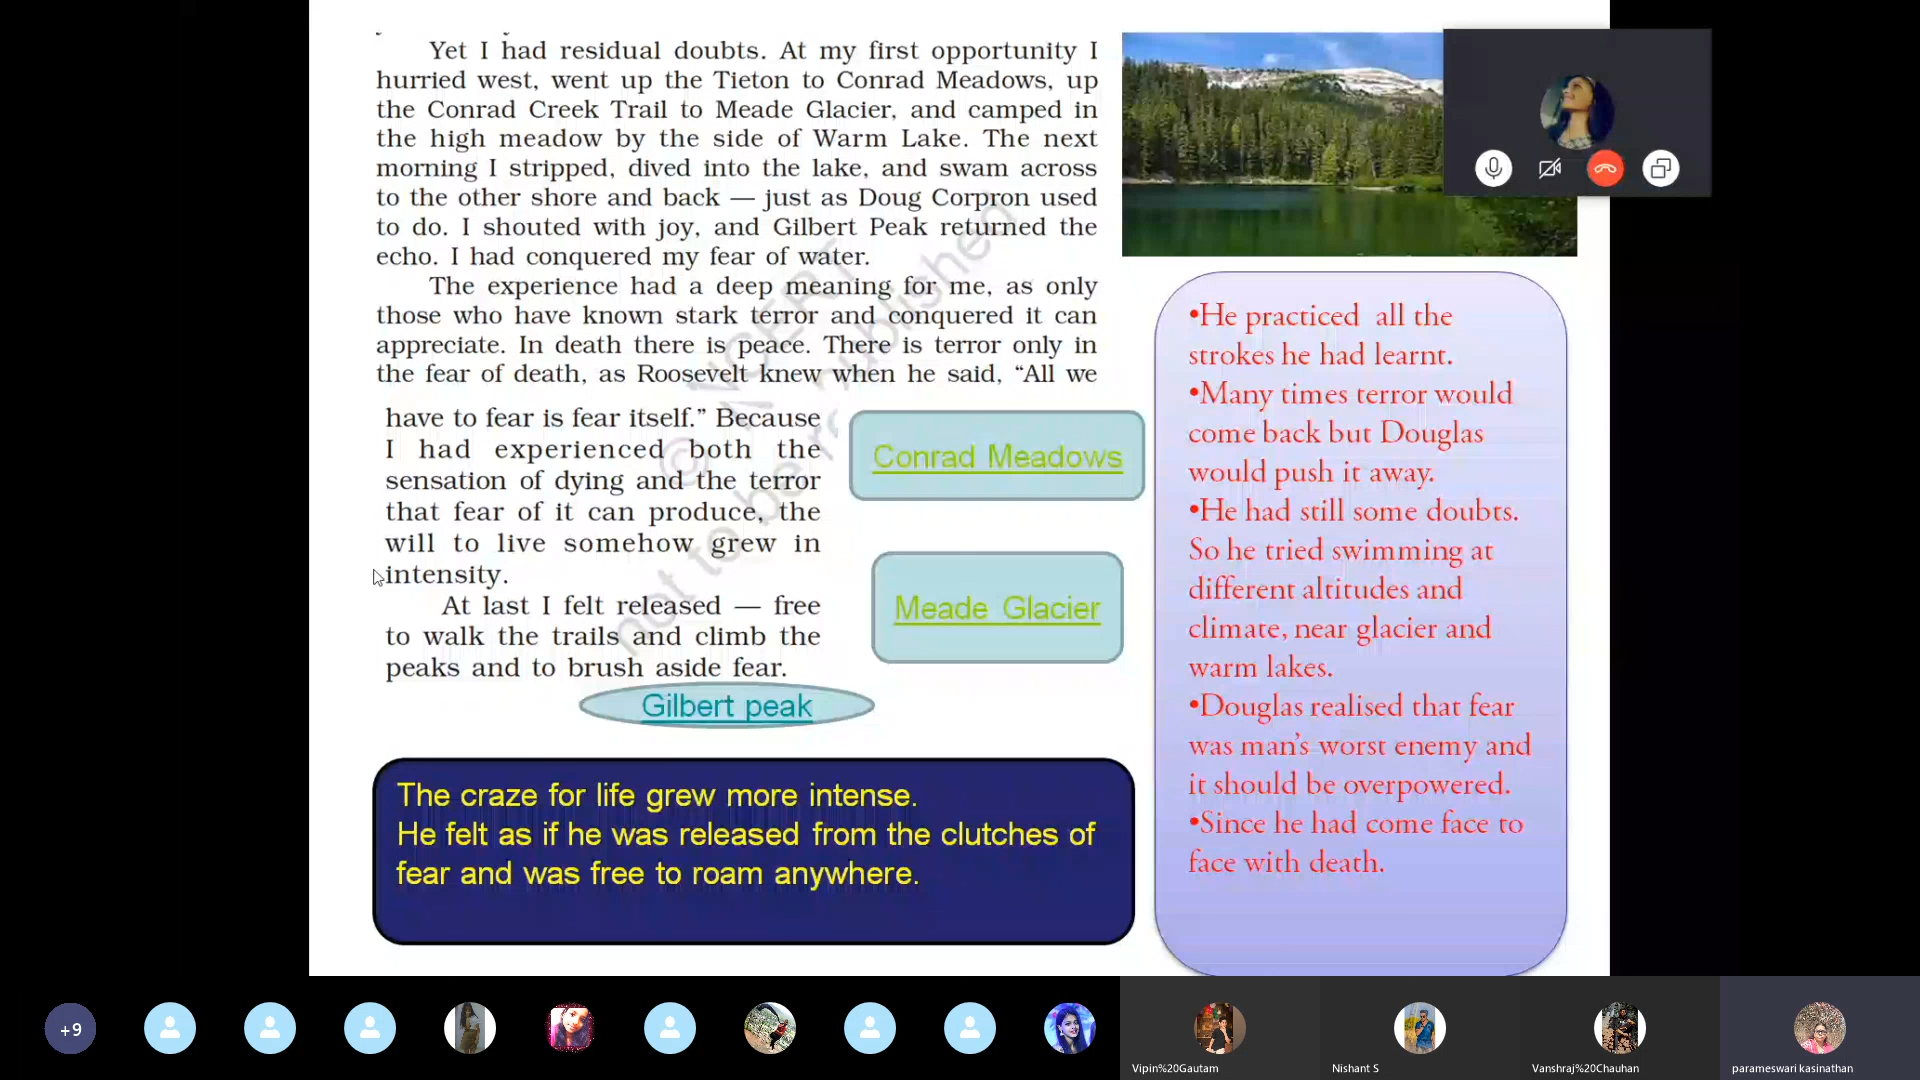 Yet I had residual doubts. At my first opportunity I
hurried west, went up the Tieton to Conrad Meadows, up
the Conrad Creek Trail to Meade Glacier, and camped in
the high meadow by the side of Warm Lake. The next
morning I stripped, dived into the lake, and swam across
to the other shore and back — just as Doug Corpron used
to do. I shouted with joy, and Gilbert Peak returned the
echo. I had conquered my fear of water.
The experience had a deep meaning for me, as only
those who have known stark terror and conquered it can
appreciate. In death there is peace. There is terror only in
the fear of death, as Roosevelt knew when he said, “All we
have to fear is fear itself.” Because
I had experienced both the
sensation of dying and the terror
that fear of it can produce, the
will to live somehow grew in
intensity.
At last I felt released — free
to walk the trails and climb the
peaks and to brush aside fear.
© NCERT
not to be published
Conrad Meadows
Meade Glacier
Gilbert peak
The craze for life grew more intense.
He felt as if he was released from the clutches of
fear and was free to roam anywhere.
•He practiced all the
strokes he had learnt.
•Many times terror would
come back but Douglas
would push it away.
•He had still some doubts.
So he tried swimming at
different altitudes and
climate, near glacier and
warm lakes.
•Douglas realised that fear
was man’s worst enemy and
it should be overpowered.
•Since he had come face to
face with death.
+9
Vipin%20Gautam
Nishant S
Vanshraj%20Chauhan
parameswari kasinathan